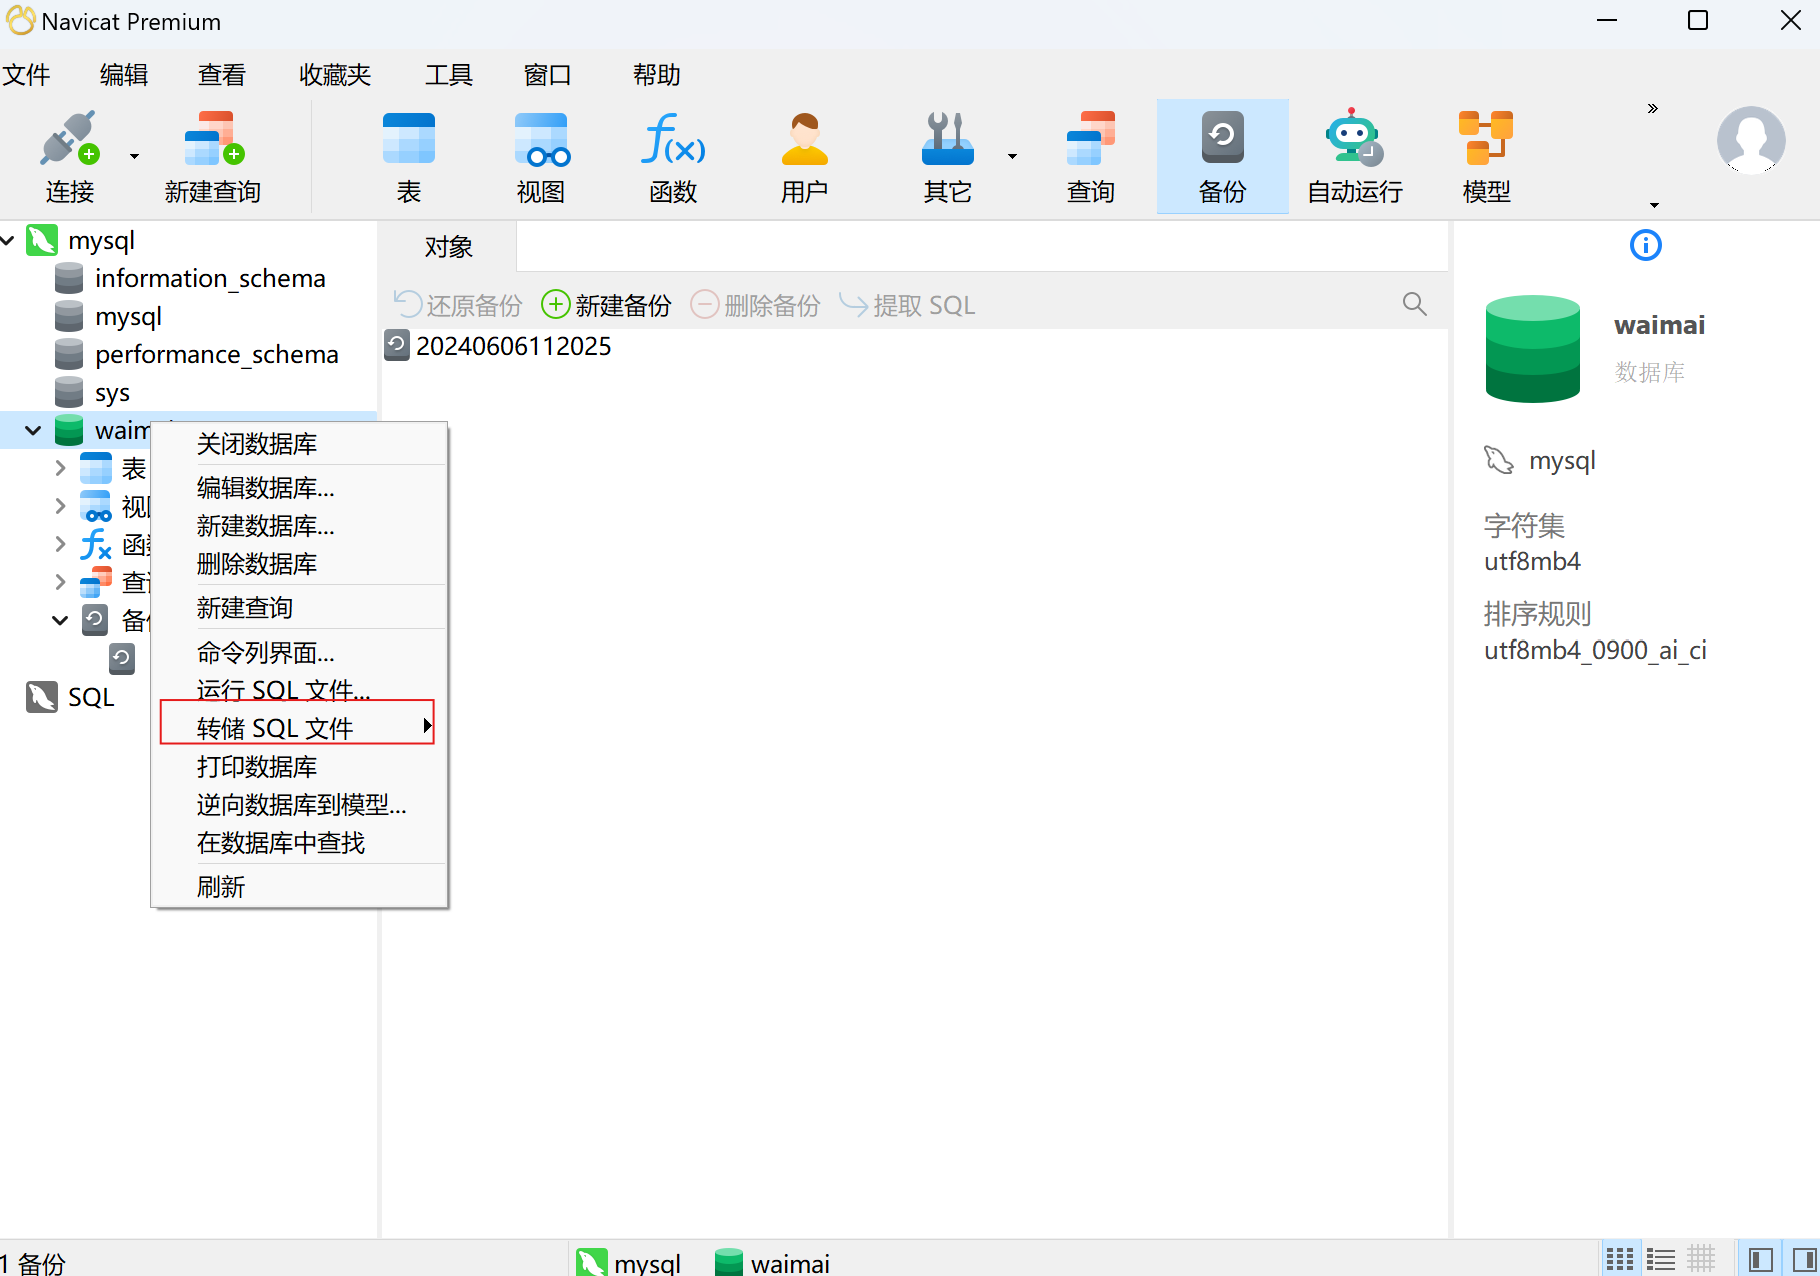 Navicat Premium
文件 编辑 查看 收藏夹 工具 窗口 帮助
连接 新建查询 表 视图 函数 用户 其它 查询 备份 自动运行 模型
mysql
information_schema
mysql
performance_schema
sys
waim
表
视
备
SQL
关闭数据库
编辑数据库...
新建数据库...
删除数据库
新建查询
命令列界面...
运行 SQL 文件...
转储 SQL 文件
打印数据库
逆向数据库到模型...
在数据库中查找
刷新
对象
还原备份 新建备份 删除备份 提取 SQL
20240606112025
waimai
数据库
mysql
字符集
utf8mb4
排序规则
utf8mb4_0900_ai_ci
1 备份 mysql waimai